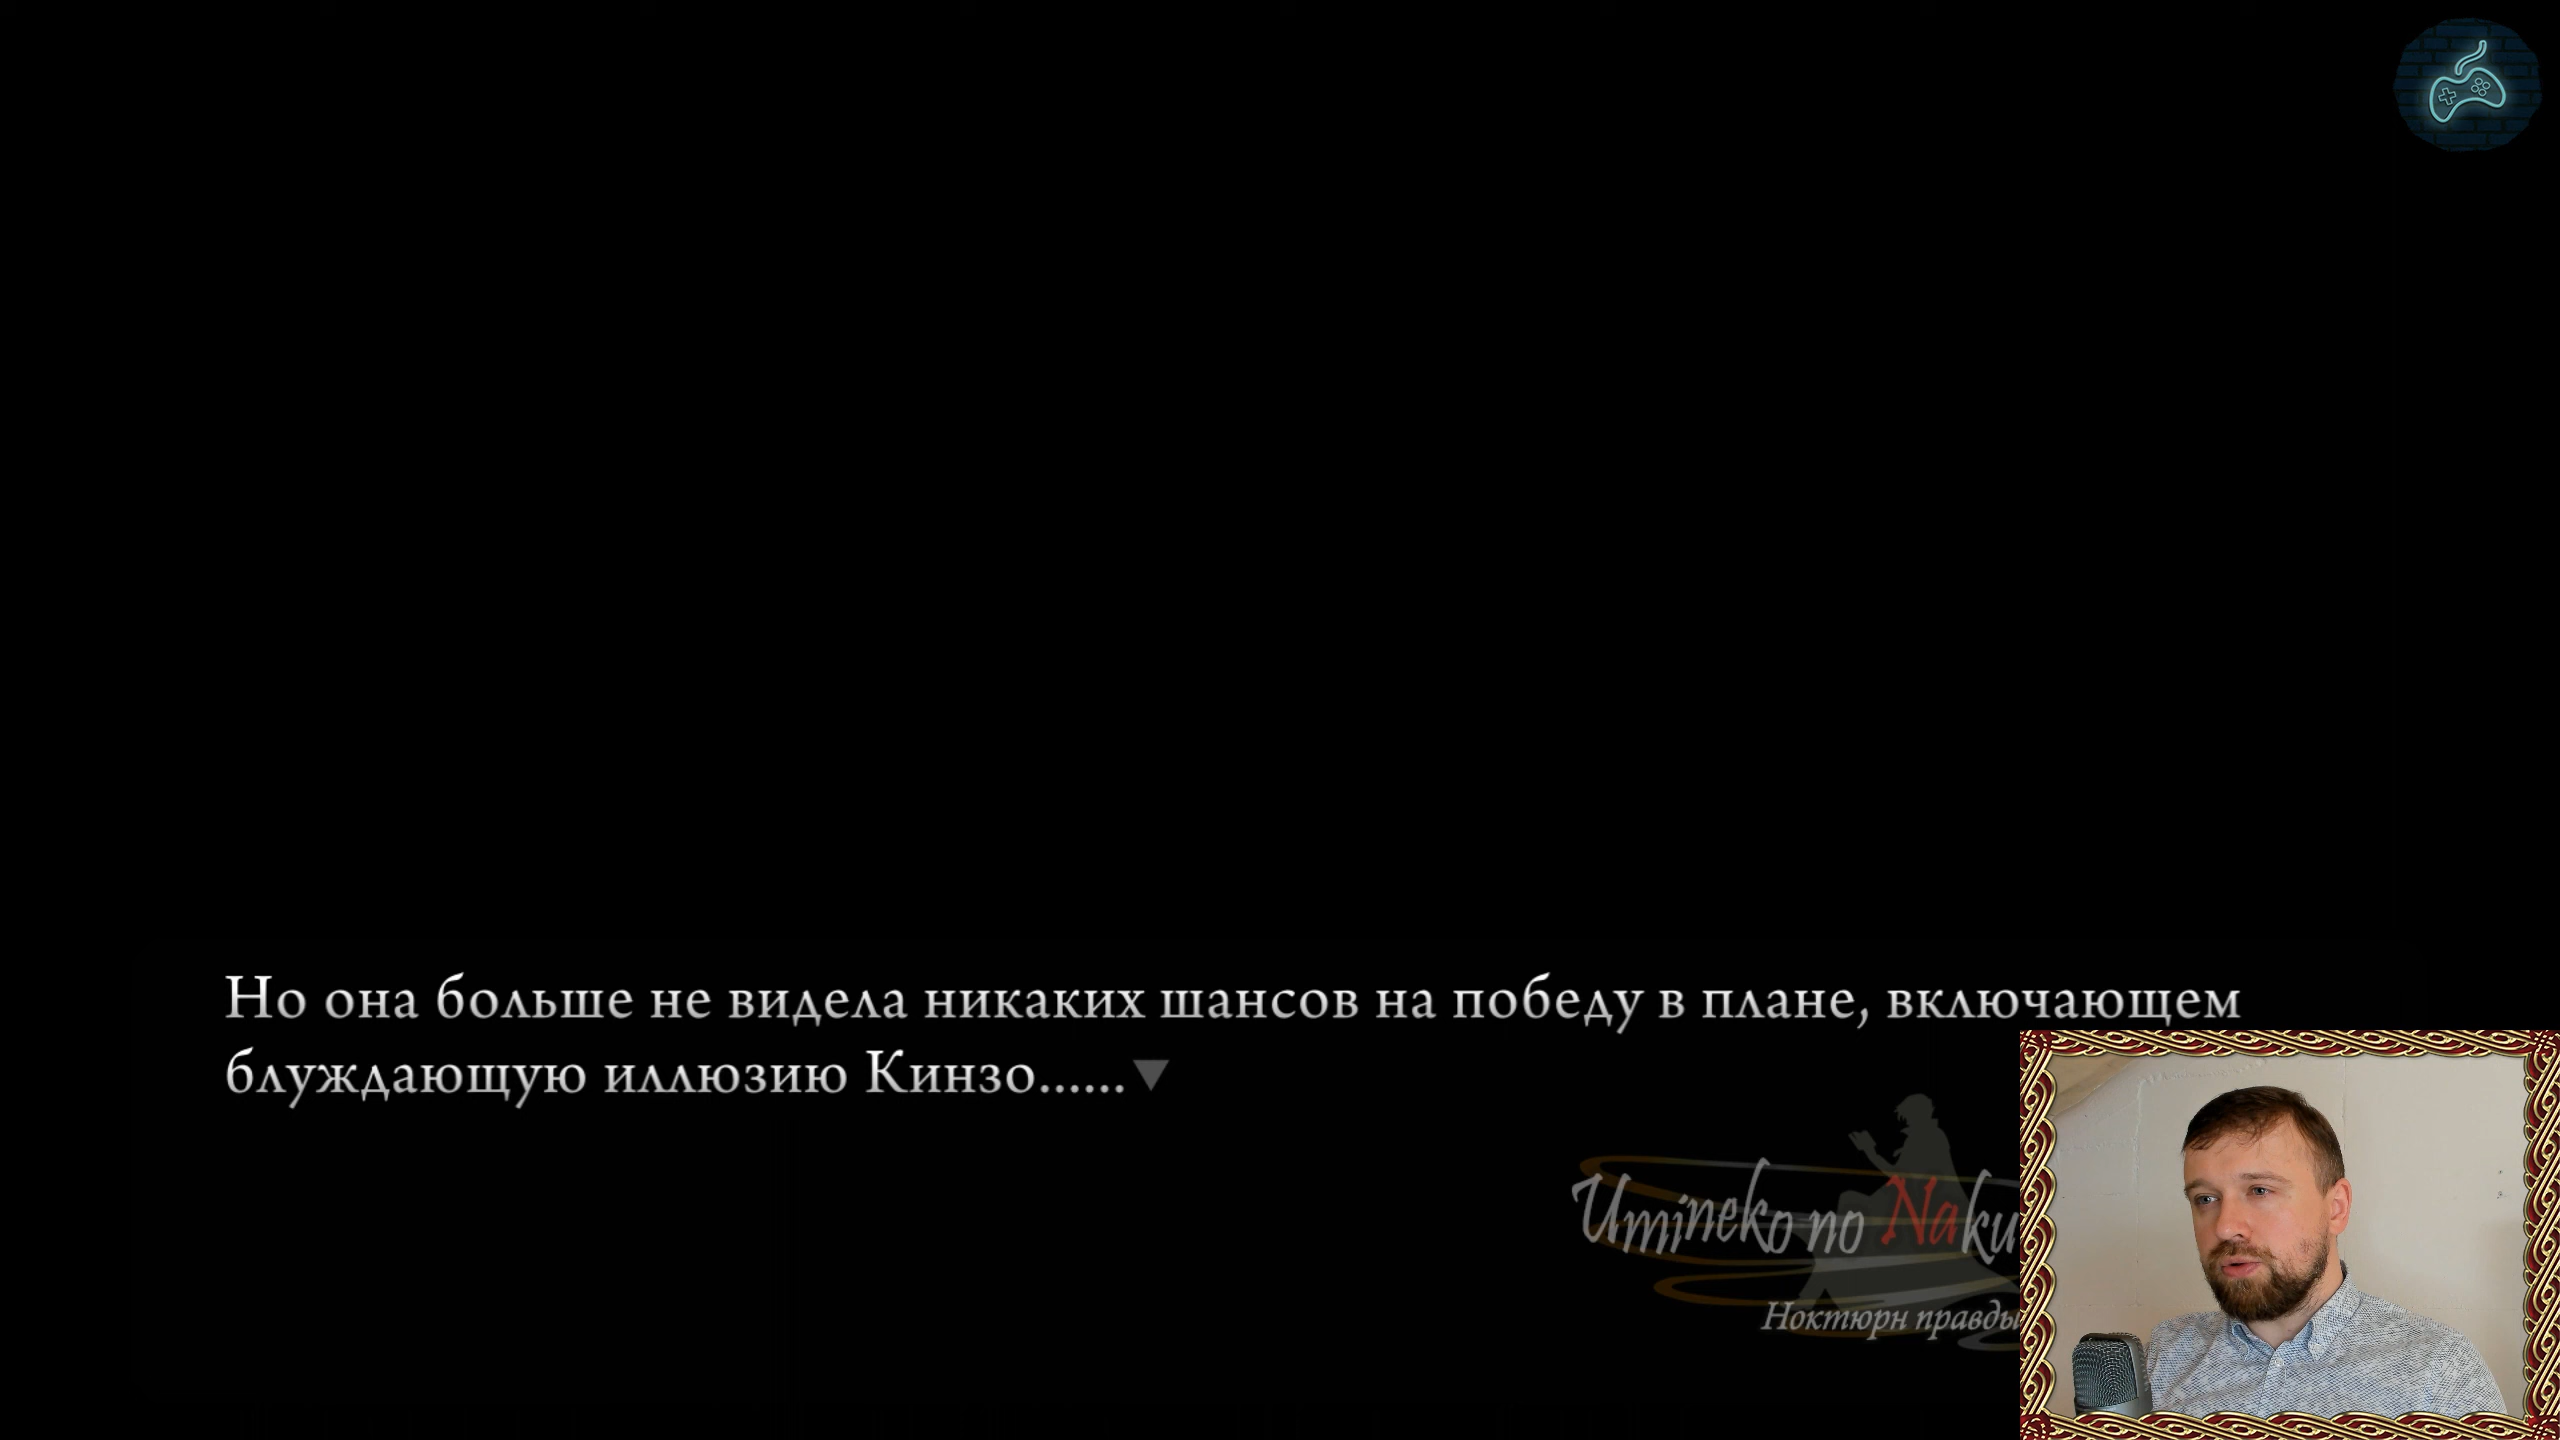 Но она больше не видела никаких шансов на победу в плане, включающем
блуждающую иллюзию Кинзо......
Umineko no Naku
Ноктюрн правды